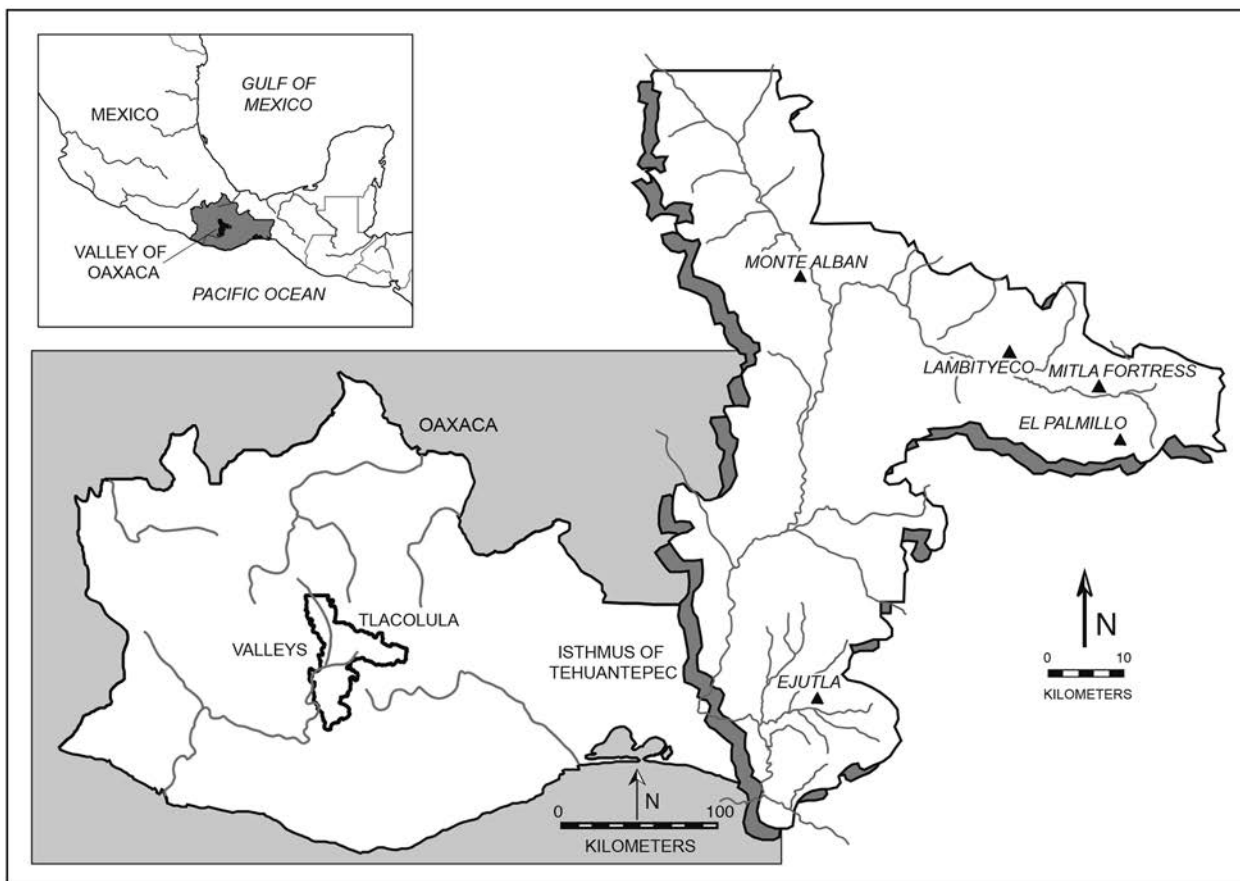 GULF OF
MEXICO
MEXICO
VALLEY OF
OAXACA
PACIFIC OCEAN
MONTE ALBAN
LAMBITYECO
MITLA FORTRESS
EL PALMILLO
EJUTLA
N
0 10
KILOMETERS
OAXACA
TLACOLULA
VALLEYS
ISTHMUS OF
TEHUANTEPEC
N
0 100
KILOMETERS